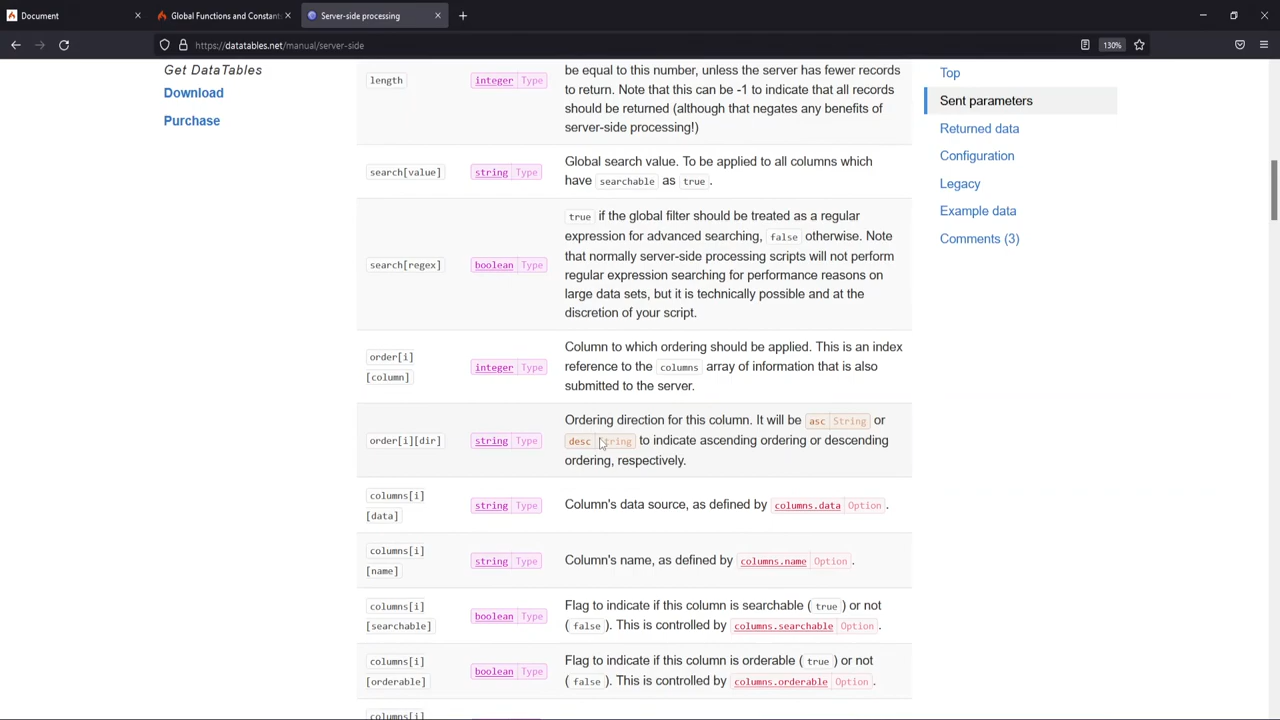 Document
Global Functions and Constants
Server-side processing
https://datatables.net/manual/server-side
130%
Get DataTables
Download
Purchase
length integer Type be equal to this number, unless the server has fewer records
to return. Note that this can be -1 to indicate that all records
should be returned (although that negates any benefits of
server-side processing!)
search[value] string Type Global search value. To be applied to all columns which
have searchable as true.
search[regex] boolean Type true if the global filter should be treated as a regular
expression for advanced searching, false otherwise. Note
that normally server-side processing scripts will not perform
regular expression searching for performance reasons on
large data sets, but it is technically possible and at the
discretion of your script.
order[i]
[column] integer Type Column to which ordering should be applied. This is an index
reference to the columns array of information that is also
submitted to the server.
order[i][dir] string Type Ordering direction for this column. It will be asc String or
desc String to indicate ascending ordering or descending
ordering, respectively.
columns[i]
[data] string Type Column's data source, as defined by columns.data Option.
columns[i]
[name] string Type Column's name, as defined by columns.name Option.
columns[i]
[searchable] boolean Type Flag to indicate if this column is searchable (true) or not
(false). This is controlled by columns.searchable Option.
columns[i]
[orderable] boolean Type Flag to indicate if this column is orderable (true) or not
(false). This is controlled by columns.orderable Option.
columns[i]
Top
Sent parameters
Returned data
Configuration
Legacy
Example data
Comments (3)